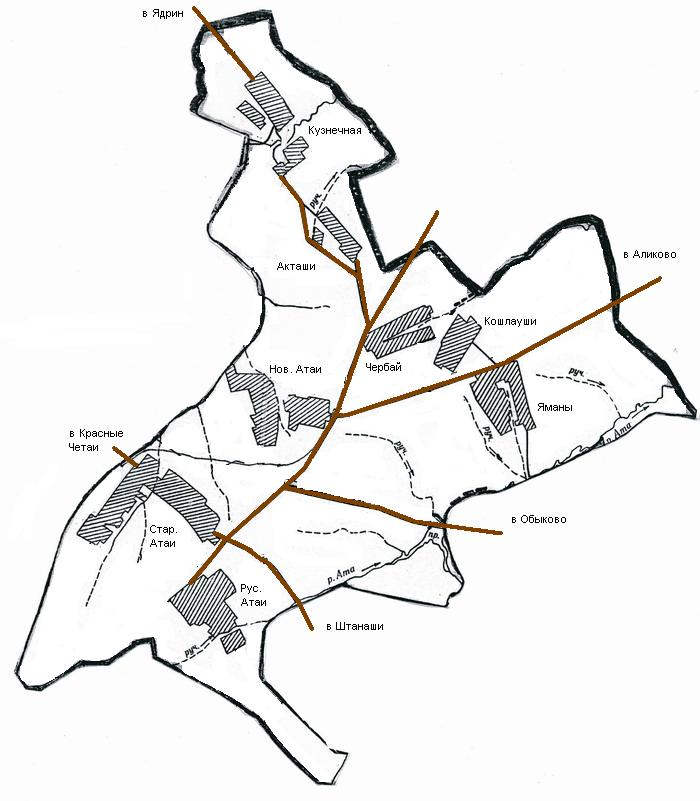 в Ядрин
Кузнечная
руч.
Акташи
в Аликово
Кошлауши
Чербай
Нов. Атаи
руч.
Яманы
в Красные
Четаи
руч.
руч.
р. Ата
Стар.
Атаи
в Обыково
пр.
р. Ата
Рус.
Атаи
в Штанаши
руч.